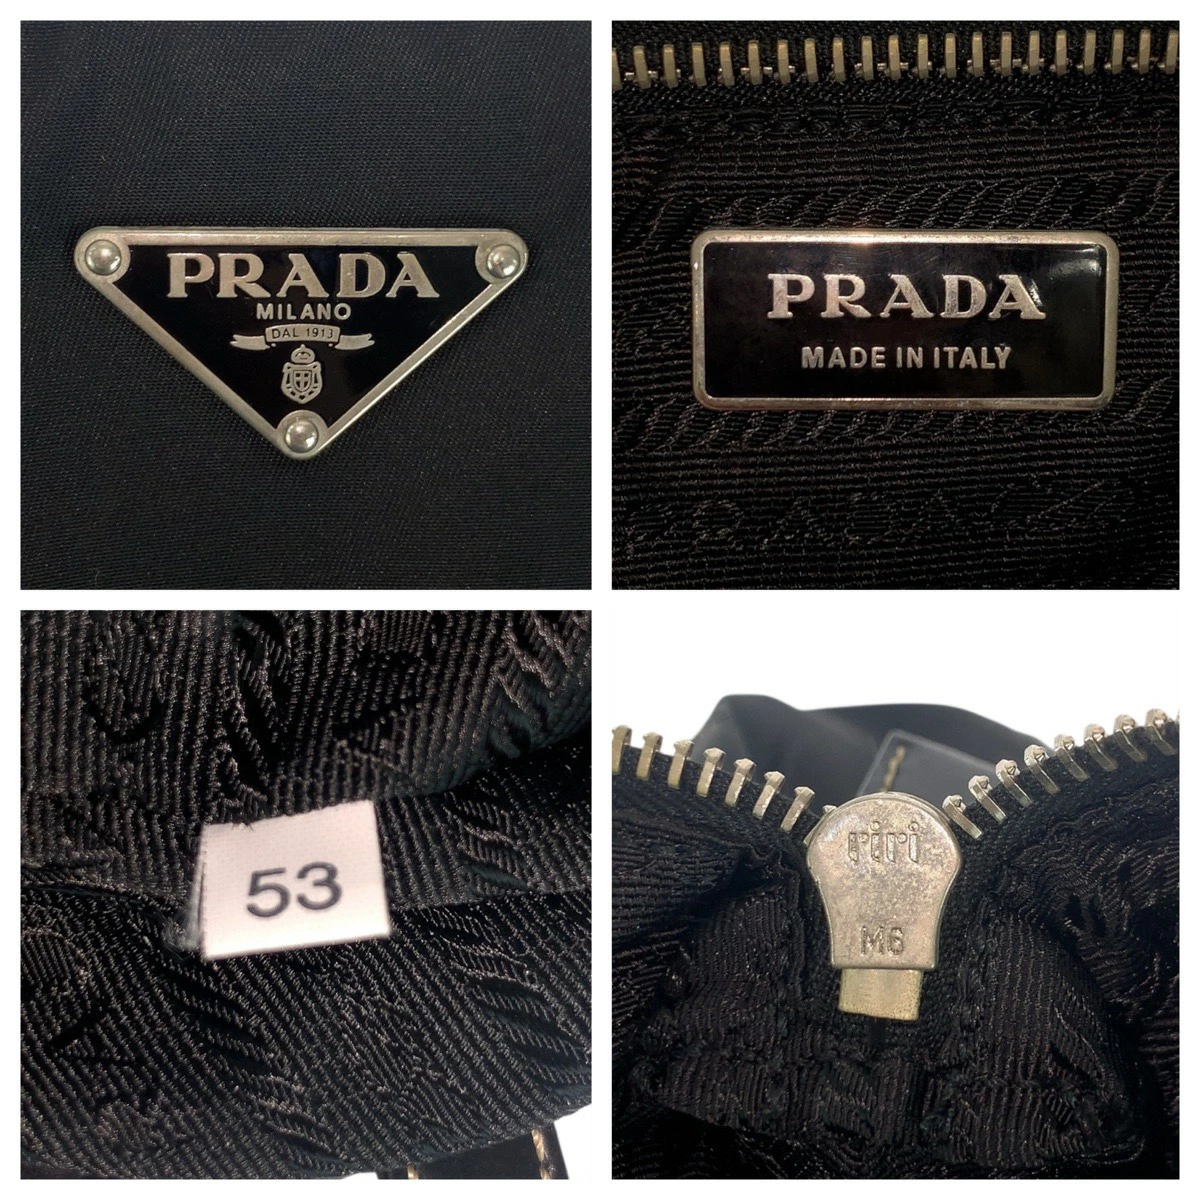 PRADA
MILANO
DAL 1913
PRADA
MADE IN ITALY
53
riri
M6